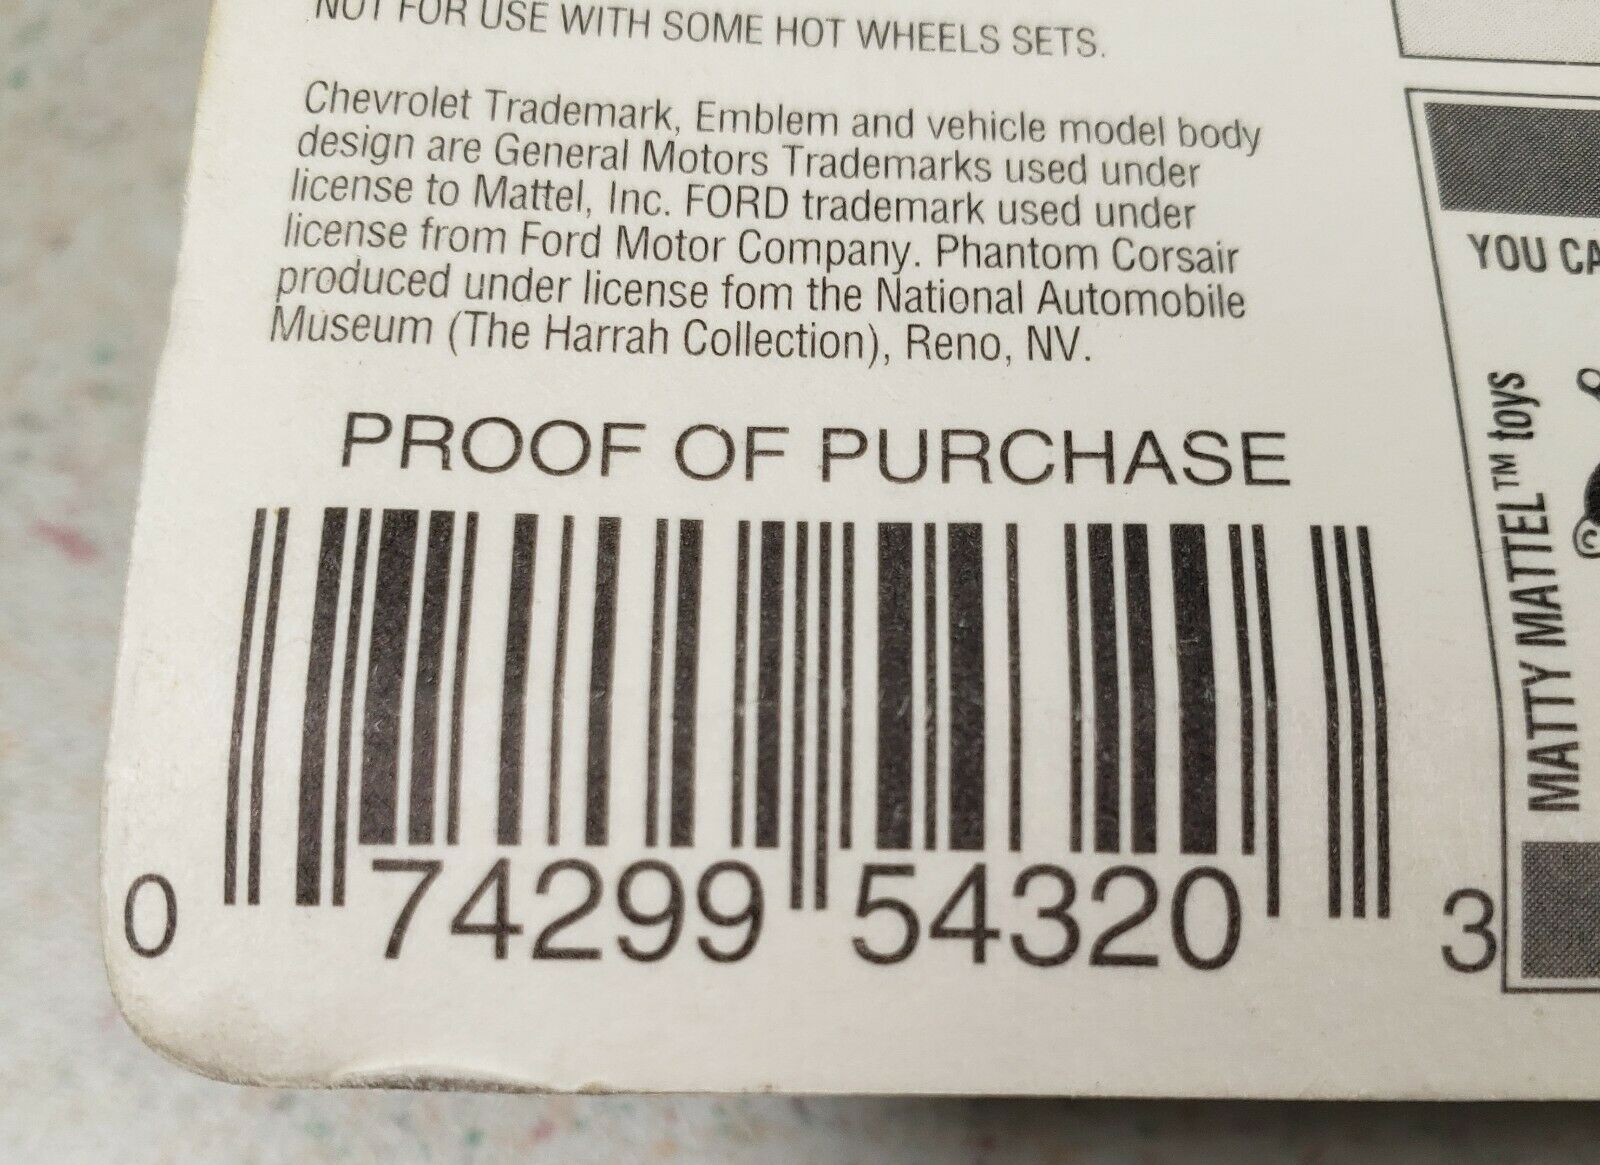 NOT FOR USE WITH SOME HOT WHEELS SETS.
Chevrolet Trademark, Emblem and vehicle model body
design are General Motors Trademarks used under
license to Mattel, Inc. FORD trademark used under
license from Ford Motor Company. Phantom Corsair
produced under license fom the National Automobile
Museum (The Harrah Collection), Reno, NV.
PROOF OF PURCHASE
0 74299 54320 3
YOU CA
MATTY MATTEL™ toys